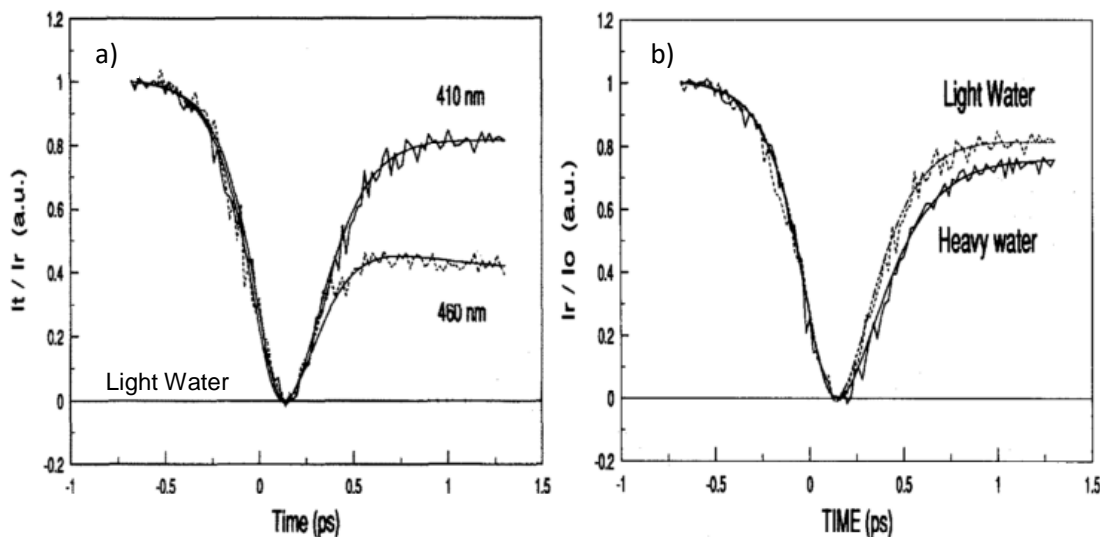 a)
410 nm
460 nm
Light Water
It / Ir (a.u.)
1.2
1
0.8
0.6
0.4
0.2
0
-0.2
-1
-0.5
0
0.5
1
1.5
Time (ps)
b)
Light Water
Heavy water
Ir / Io (a.u.)
1.2
1
0.8
0.6
0.4
0.2
0
-0.2
-1
-0.5
0
0.5
1
1.5
TIME (ps)